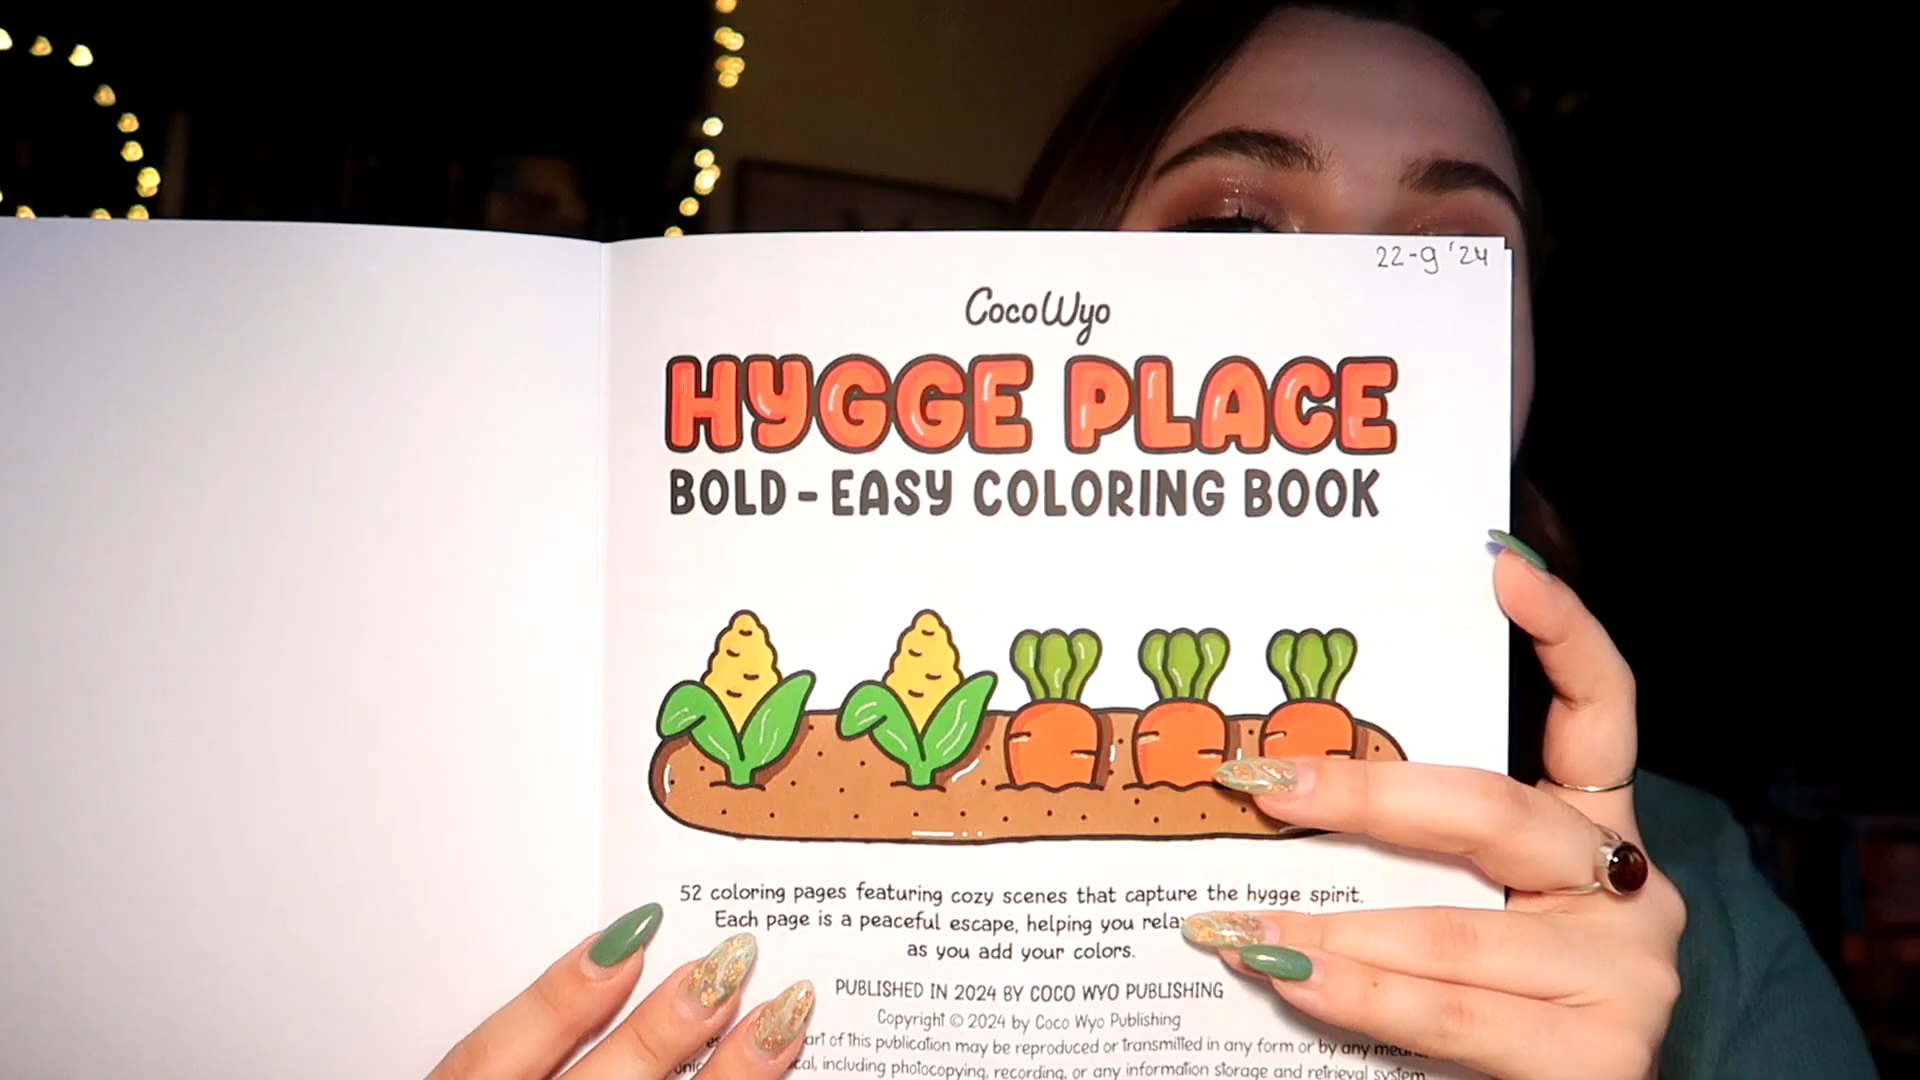 22-9 '24
Coco Wyo
HYGGE PLACE
BOLD - EASY COLORING BOOK
52 coloring pages featuring cozy scenes that capture the hygge spirit.
Each page is a peaceful escape, helping you
as you add your colors.
PUBLISHED IN 2024 BY COCO WYO PUBLISHING
Copyright © 2024 by Coco Wyo Publishing
of this publication may be reproduced or transmitted in any form or by any
including photocopying, recording, or any information storage and retrieval system